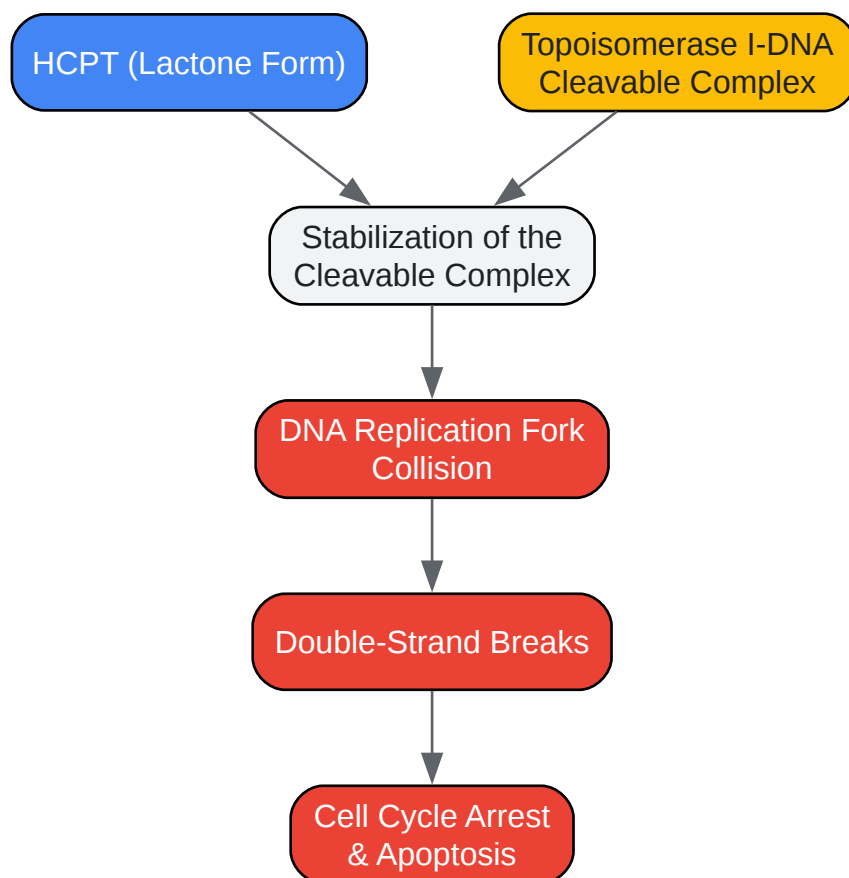 HCPT (Lactone Form)
Topoisomerase I-DNA
Cleavable Complex
Stabilization of the
Cleavable Complex
DNA Replication Fork
Collision
Double-Strand Breaks
Cell Cycle Arrest
& Apoptosis